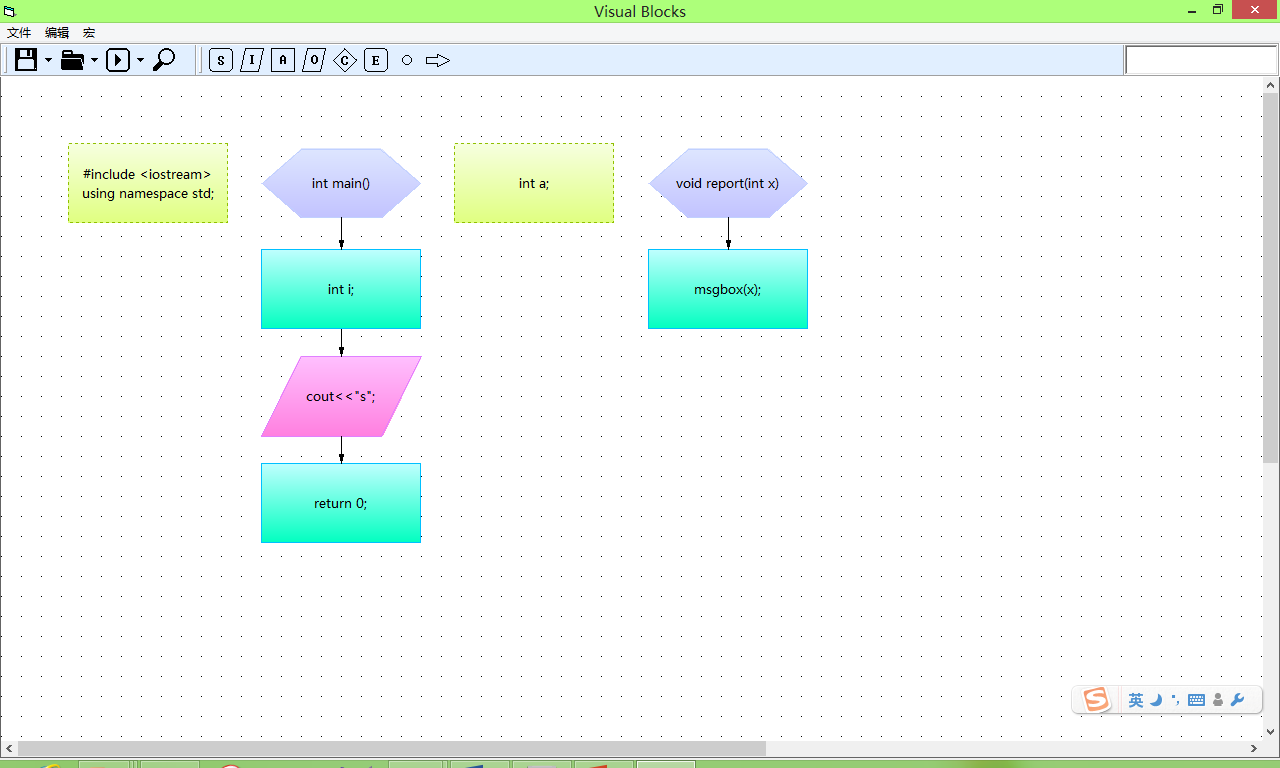 Visual Blocks
文件 编辑 宏
S I A O C E
#include <iostream>
using namespace std;
int main()
int i;
cout<<"s";
return 0;
int a;
void report(int x)
msgbox(x);
S 英